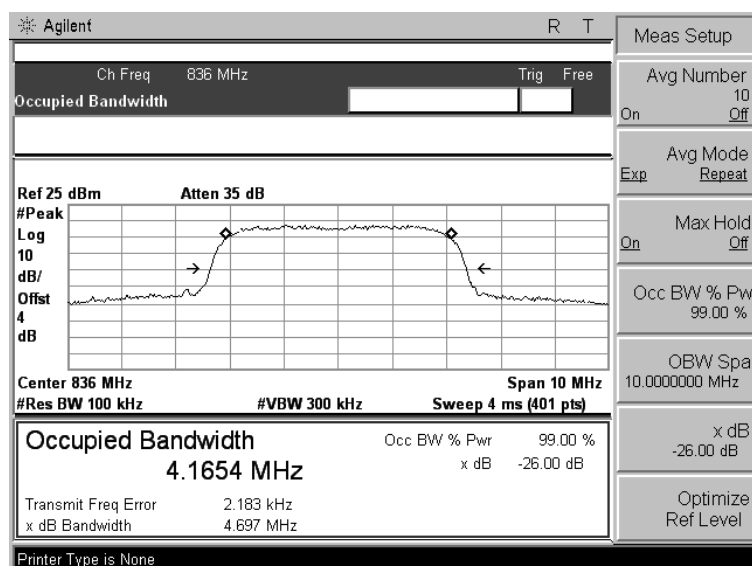 Agilent R T
Ch Freq 836 MHz Trig Free
Occupied Bandwidth
Ref 25 dBm Atten 35 dB
#Peak
Log
10
dB/
Offst
4
dB
Center 836 MHz Span 10 MHz
#Res BW 100 kHz #VBW 300 kHz Sweep 4 ms (401 pts)
Occupied Bandwidth
4.1654 MHz
Occ BW % Pwr 99.00 %
x dB -26.00 dB
Transmit Freq Error 2.183 kHz
x dB Bandwidth 4.697 MHz
Printer Type is None
Meas Setup
Avg Number
10
On Off
Avg Mode
Exp Repeat
Max Hold
On Off
Occ BW % Pw
99.00 %
OBW Spa
10.0000000 MHz
x dB
-26.00 dB
Optimize
Ref Level